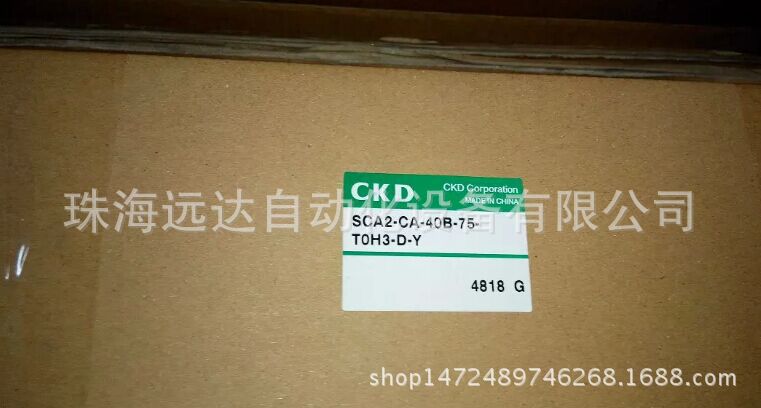 CKD CKD Corporation
MADE IN CHINA
珠海远达自动化设备有限公司
SCA2-CA-40B-75-
T0H3-D-Y
4818 G
shop1472489746268.1688.com